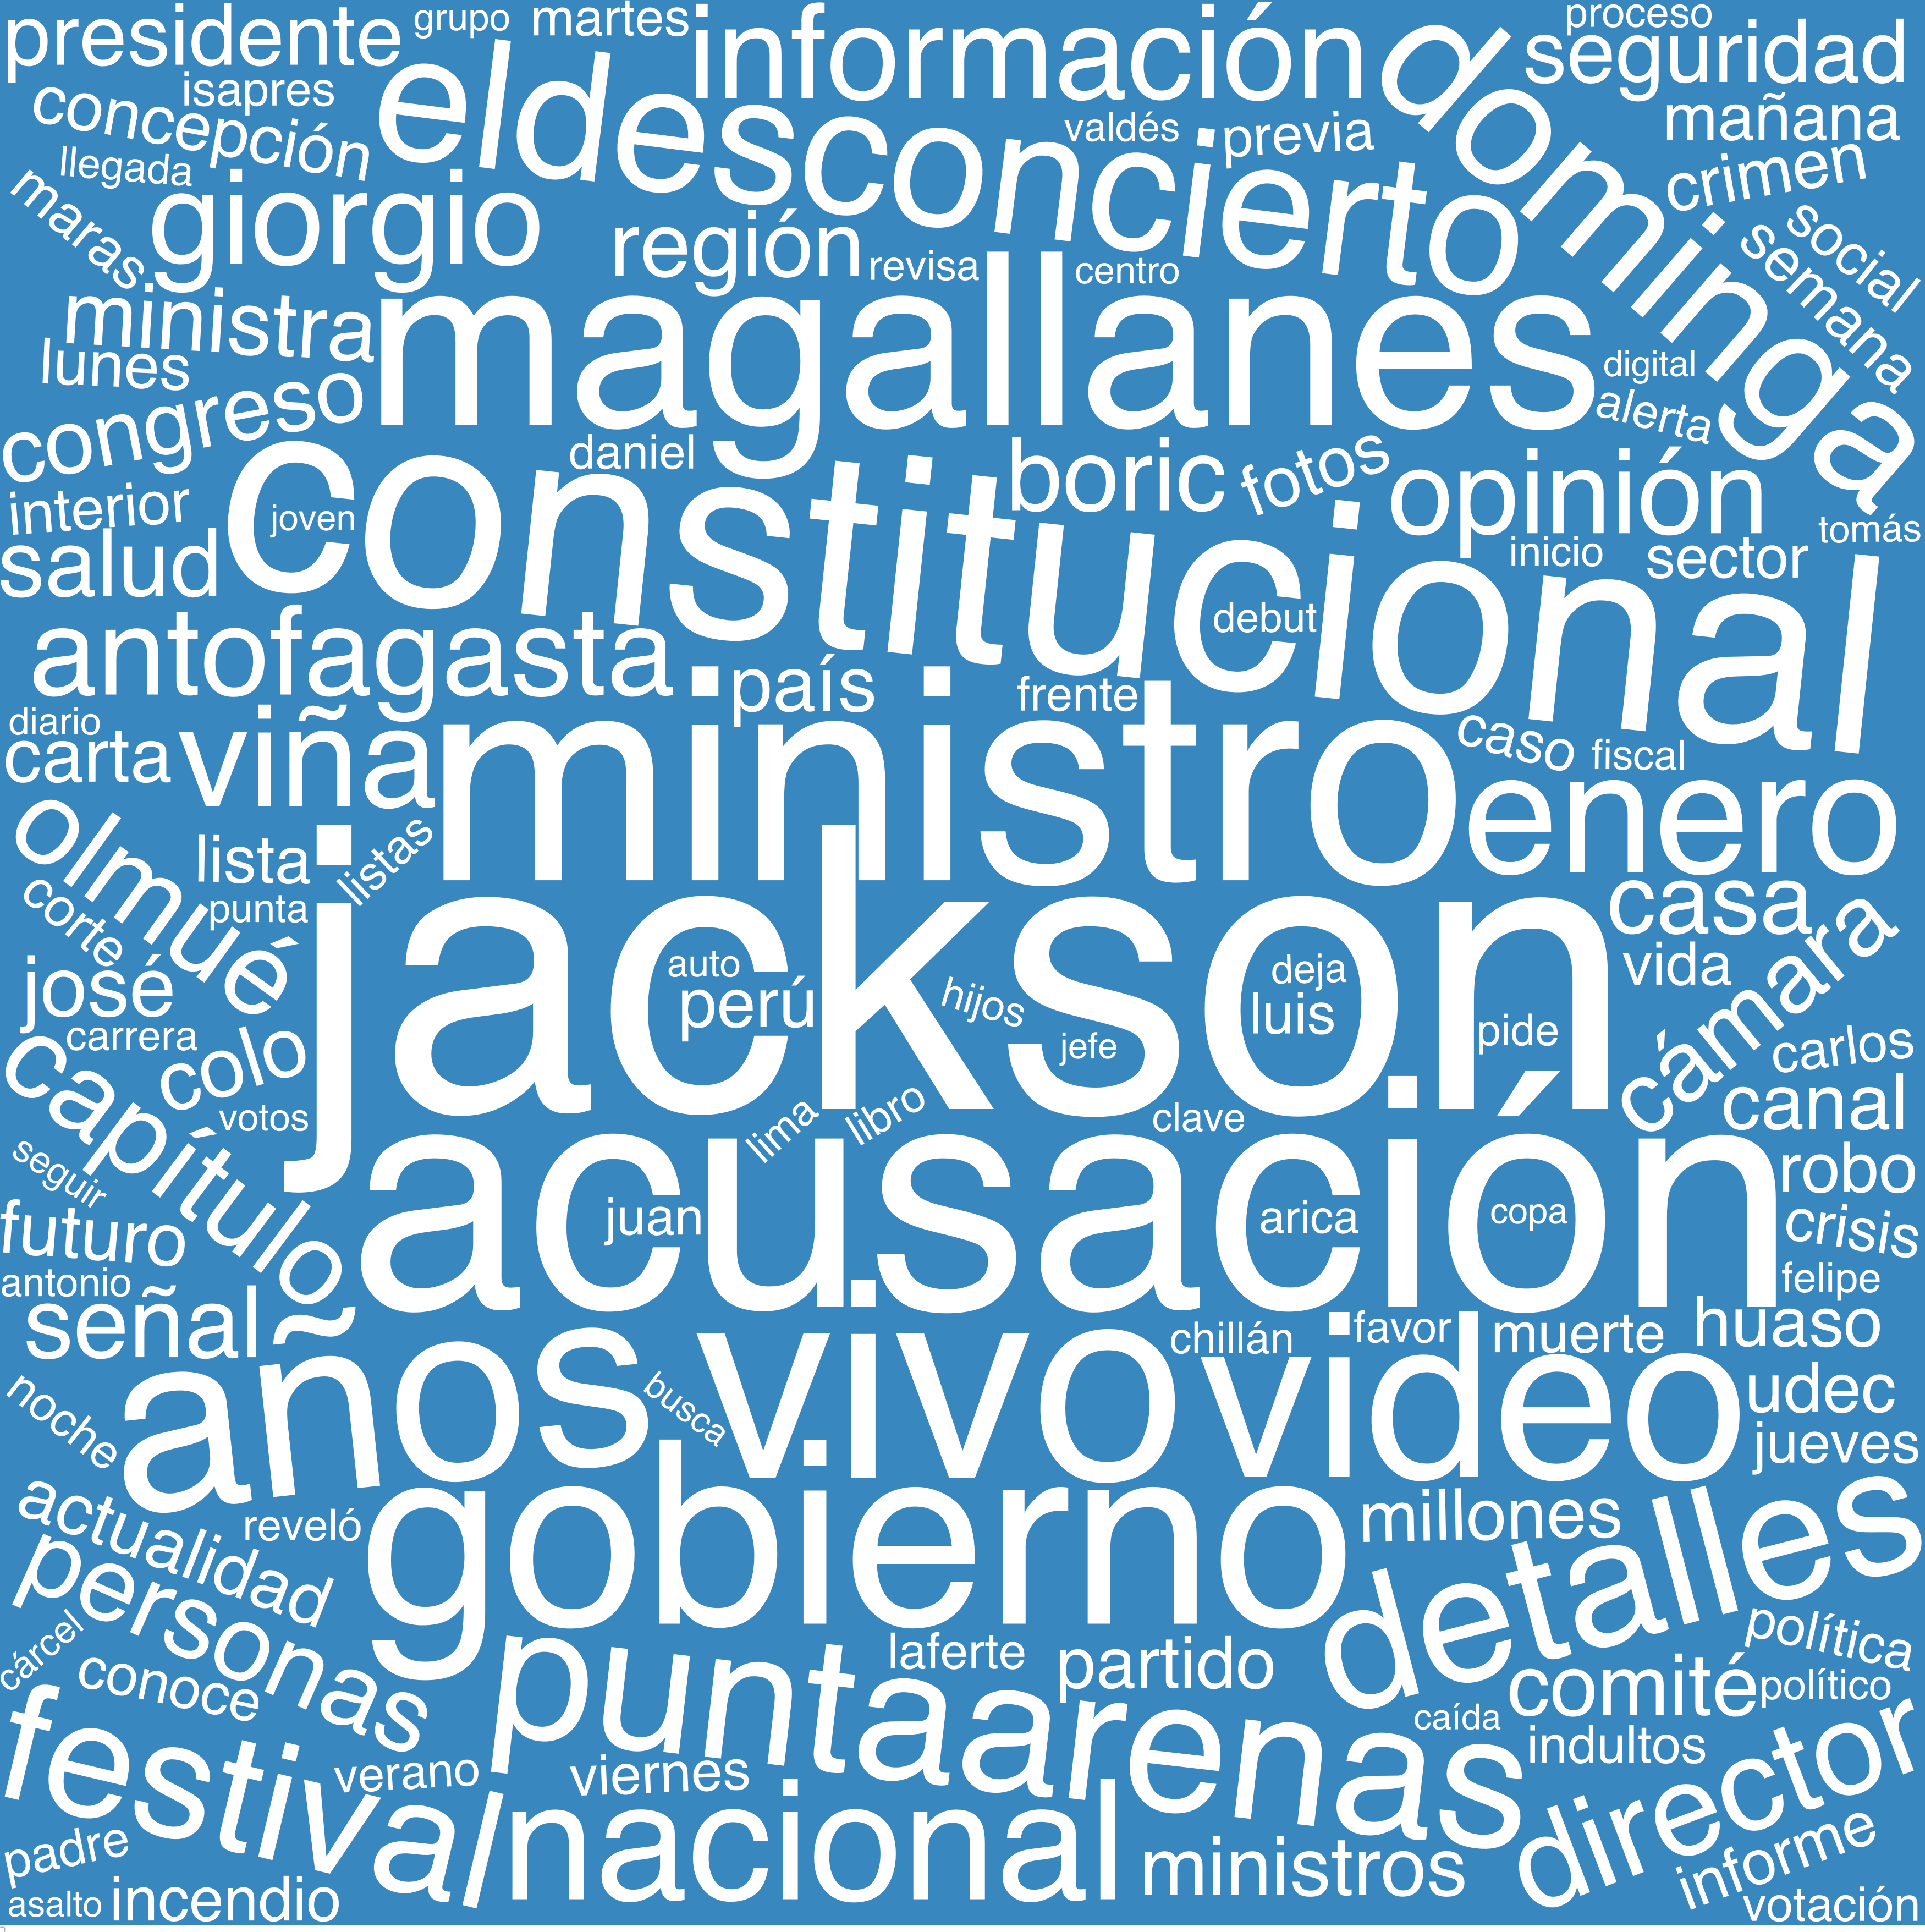 presidente
grupo
martes
información
dominga
proceso
seguridad
isapres
concepción
eldesconcierto
valdés
previa
mañana
llegada
crimen
maras
giorgio
región
revisa
centro
social
semana
ministra
magallanes
lunes
digital
congreso
alerta
daniel
boric
fotos
opinión
interior
joven
constitucional
inicio
sector
tomás
salud
debut
antofagasta
país
frente
diario
carta
viña
ministro
caso
fiscal
enero
olmué
lista
listas
corte
punta
jackson
casa
vida
cámara
josé
auto
perú
hijos
deja
luis
carrera
colo
jefe
pide
carlos
capítulo
votos
lima
libro
clave
canal
seguir
acusación
robo
futuro
juan
arica
copa
crisis
antonio
felipe
señal
años
vivo
video
chillán
favor
muerte
huaso
noche
busca
udec
jueves
actualidad
reveló
gobierno
millones
detalles
personas
cárcel
conoce
puntaarenas
laferte
partido
política
comité
político
caída
festival
verano
viernes
indultos
director
nacional
ministros
padre
informe
asalto
incendio
votación